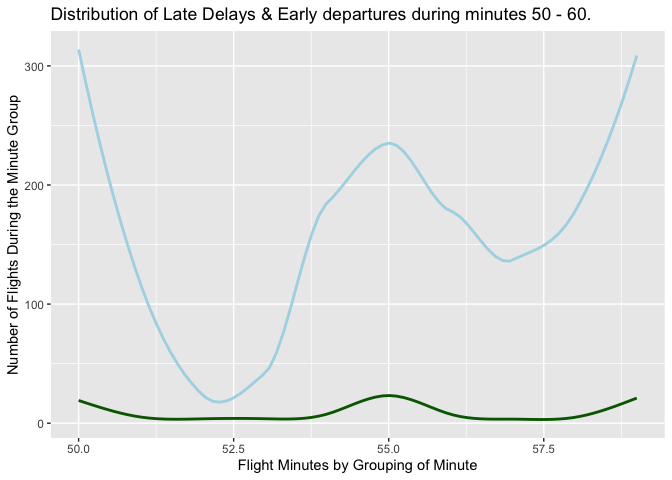 Distribution of Late Delays & Early departures during minutes 50 - 60.
Number of Flights During the Minute Group
300
200
100
0
50.0 52.5 55.0 57.5
Flight Minutes by Grouping of Minute